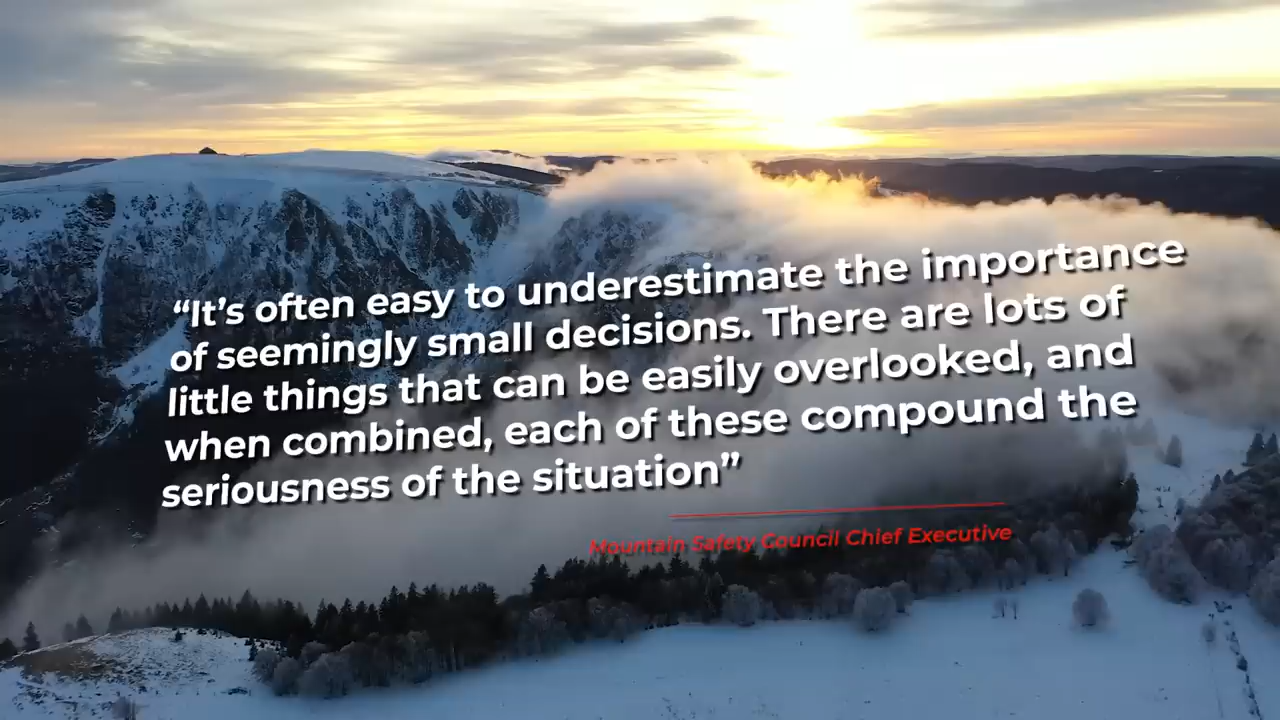 “It’s often easy to underestimate the importance
of seemingly small decisions. There are lots of
little things that can be easily overlooked, and
when combined, each of these compound the
seriousness of the situation”
Mountain Safety Council Chief Executive